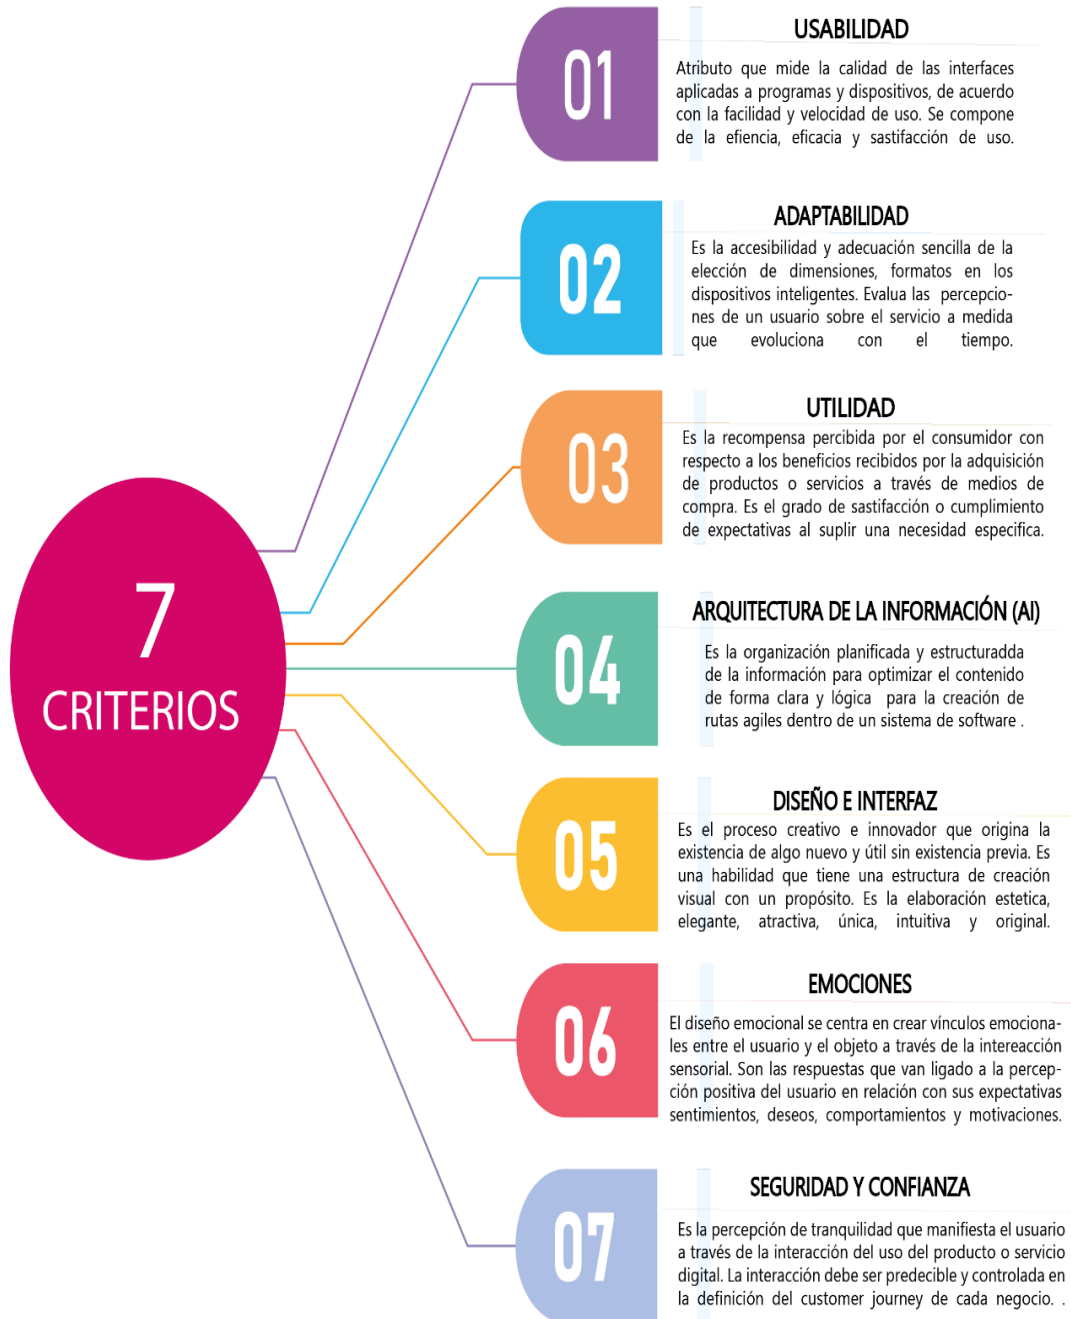 7
CRITERIOS
01
USABILIDAD
Atributo que mide la calidad de las interfaces
aplicadas a programas y dispositivos, de acuerdo
con la facilidad y velocidad de uso. Se compone
de la efiencia, eficacia y sastifacción de uso.
02
ADAPTABILIDAD
Es la accesibilidad y adecuación sencilla de la
elección de dimensiones, formatos en los
dispositivos inteligentes. Evalua las percepcio-
nes de un usuario sobre el servicio a medida
que evoluciona con el tiempo.
03
UTILIDAD
Es la recompensa percibida por el consumidor con
respecto a los beneficios recibidos por la adquisición
de productos o servicios a través de medios de
compra. Es el grado de sastifacción o cumplimiento
de expectativas al suplir una necesidad especifica.
04
ARQUITECTURA DE LA INFORMACIÓN (AI)
Es la organización planificada y estructuradda
de la información para optimizar el contenido
de forma clara y lógica para la creación de
rutas agiles dentro de un sistema de software .
05
DISEÑO E INTERFAZ
Es el proceso creativo e innovador que origina la
existencia de algo nuevo y útil sin existencia previa. Es
una habilidad que tiene una estructura de creación
visual con un propósito. Es la elaboración estetica,
elegante, atractiva, única, intuitiva y original.
06
EMOCIONES
El diseño emocional se centra en crear vínculos emociona-
les entre el usuario y el objeto a través de la intereacción
sensorial. Son las respuestas que van ligado a la percep-
ción positiva del usuario en relación con sus expectativas
sentimientos, deseos, comportamientos y motivaciones.
07
SEGURIDAD Y CONFIANZA
Es la percepción de tranquilidad que manifiesta el usuario
a través de la interacción del uso del producto o servicio
digital. La interacción debe ser predecible y controlada en
la definición del customer journey de cada negocio. .